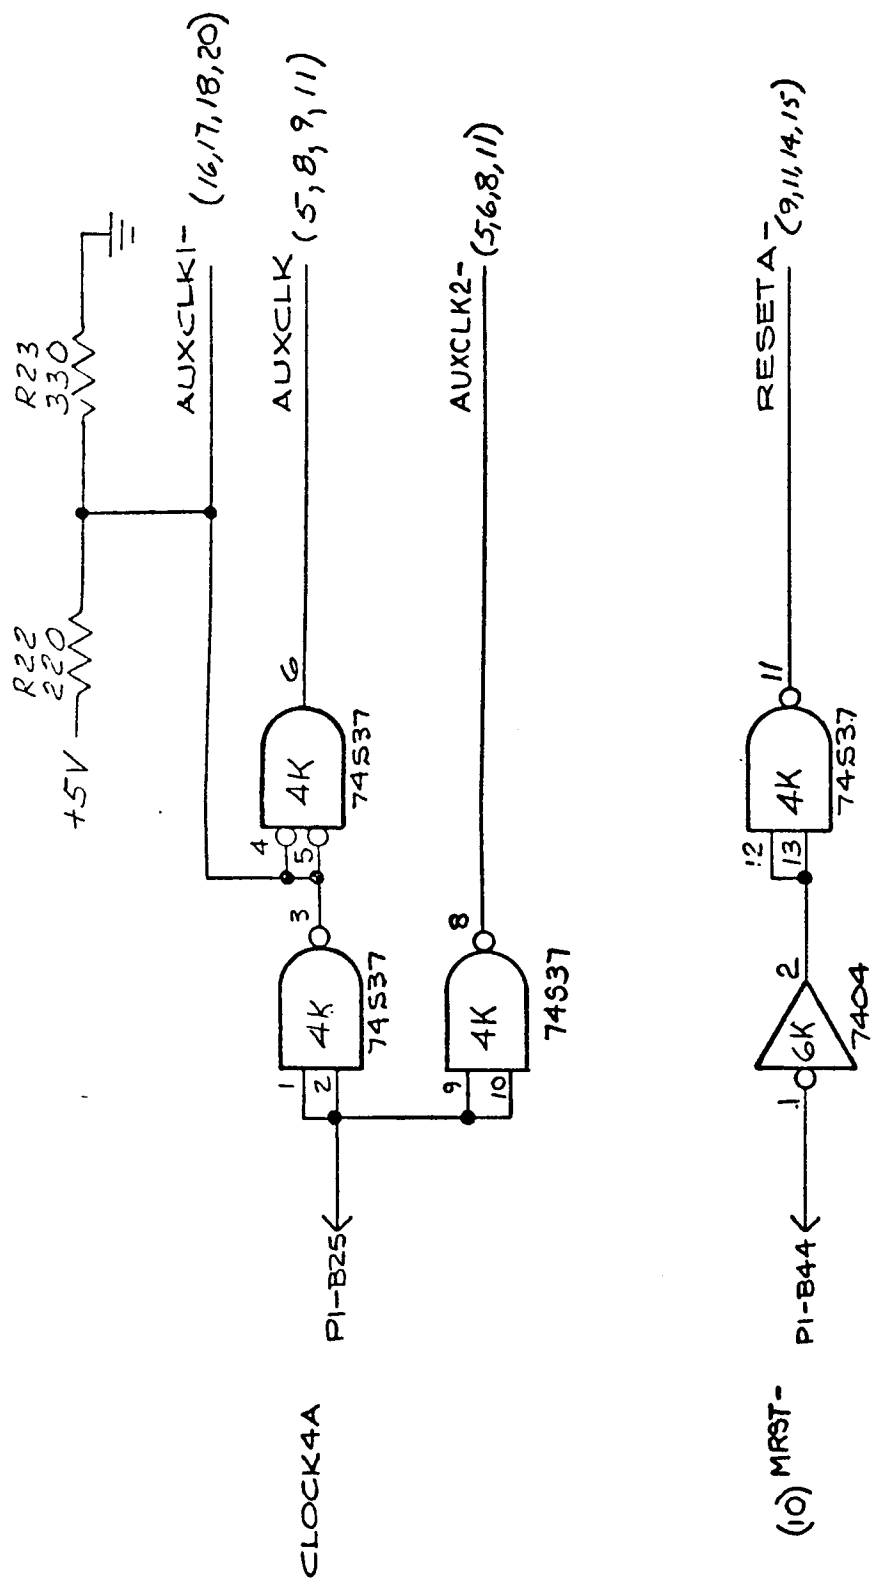 R22
220
R23
330
+5V
AUXCLK1-
(16,17,18,20)
4
5
4K
74S37
6
AUXCLK
(5,8,9,11)
CLOCK4A
P1-B25
1
2
4K
74S37
3
9
10
4K
74S37
8
AUXCLK2-
(5,6,8,11)
(10) MRST-
P1-B44
1
6K
7404
2
12
13
4K
74S37
11
RESETA-
(9,11,14,15)